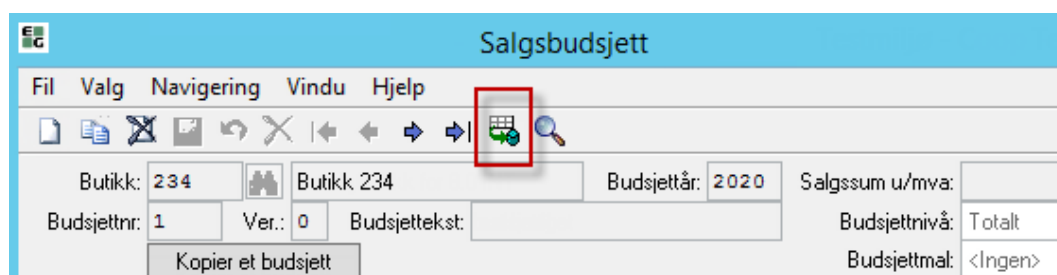 EG
Salgsbudsjett
Fil Valg Navigering Vindu Hjelp
Butikk: 234 Butikk 234 Budsjettår: 2020 Salgssum u/mva:
Budsjettnr: 1 Ver.: 0 Budsjettekst: Budsjettnivå: Totalt
Kopier et budsjett Budsjettmal: <Ingen>